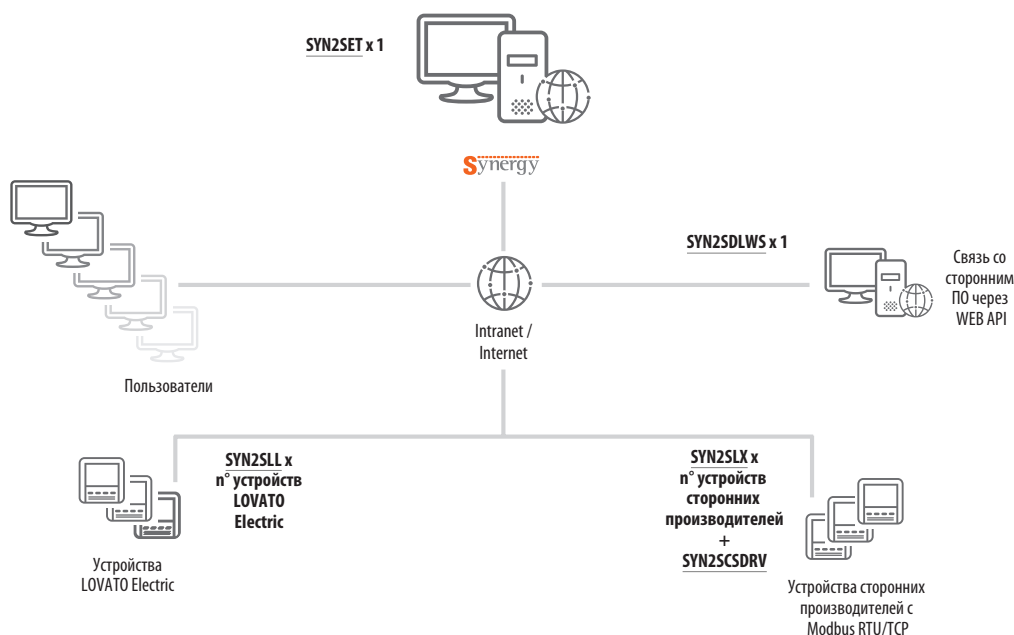 SYN2SET x 1
Synergy
SYN2SDLWS x 1
Связь со
сторонним
ПО через
WEB API
Intranet /
Internet
Пользователи
SYN2SLL x
n° устройств
LOVATO
Electric
SYN2SLX x
n° устройств
сторонних
производителей
+
SYN2SCSDRV
Устройства
LOVATO Electric
Устройства сторонних
производителей с
Modbus RTU/TCP